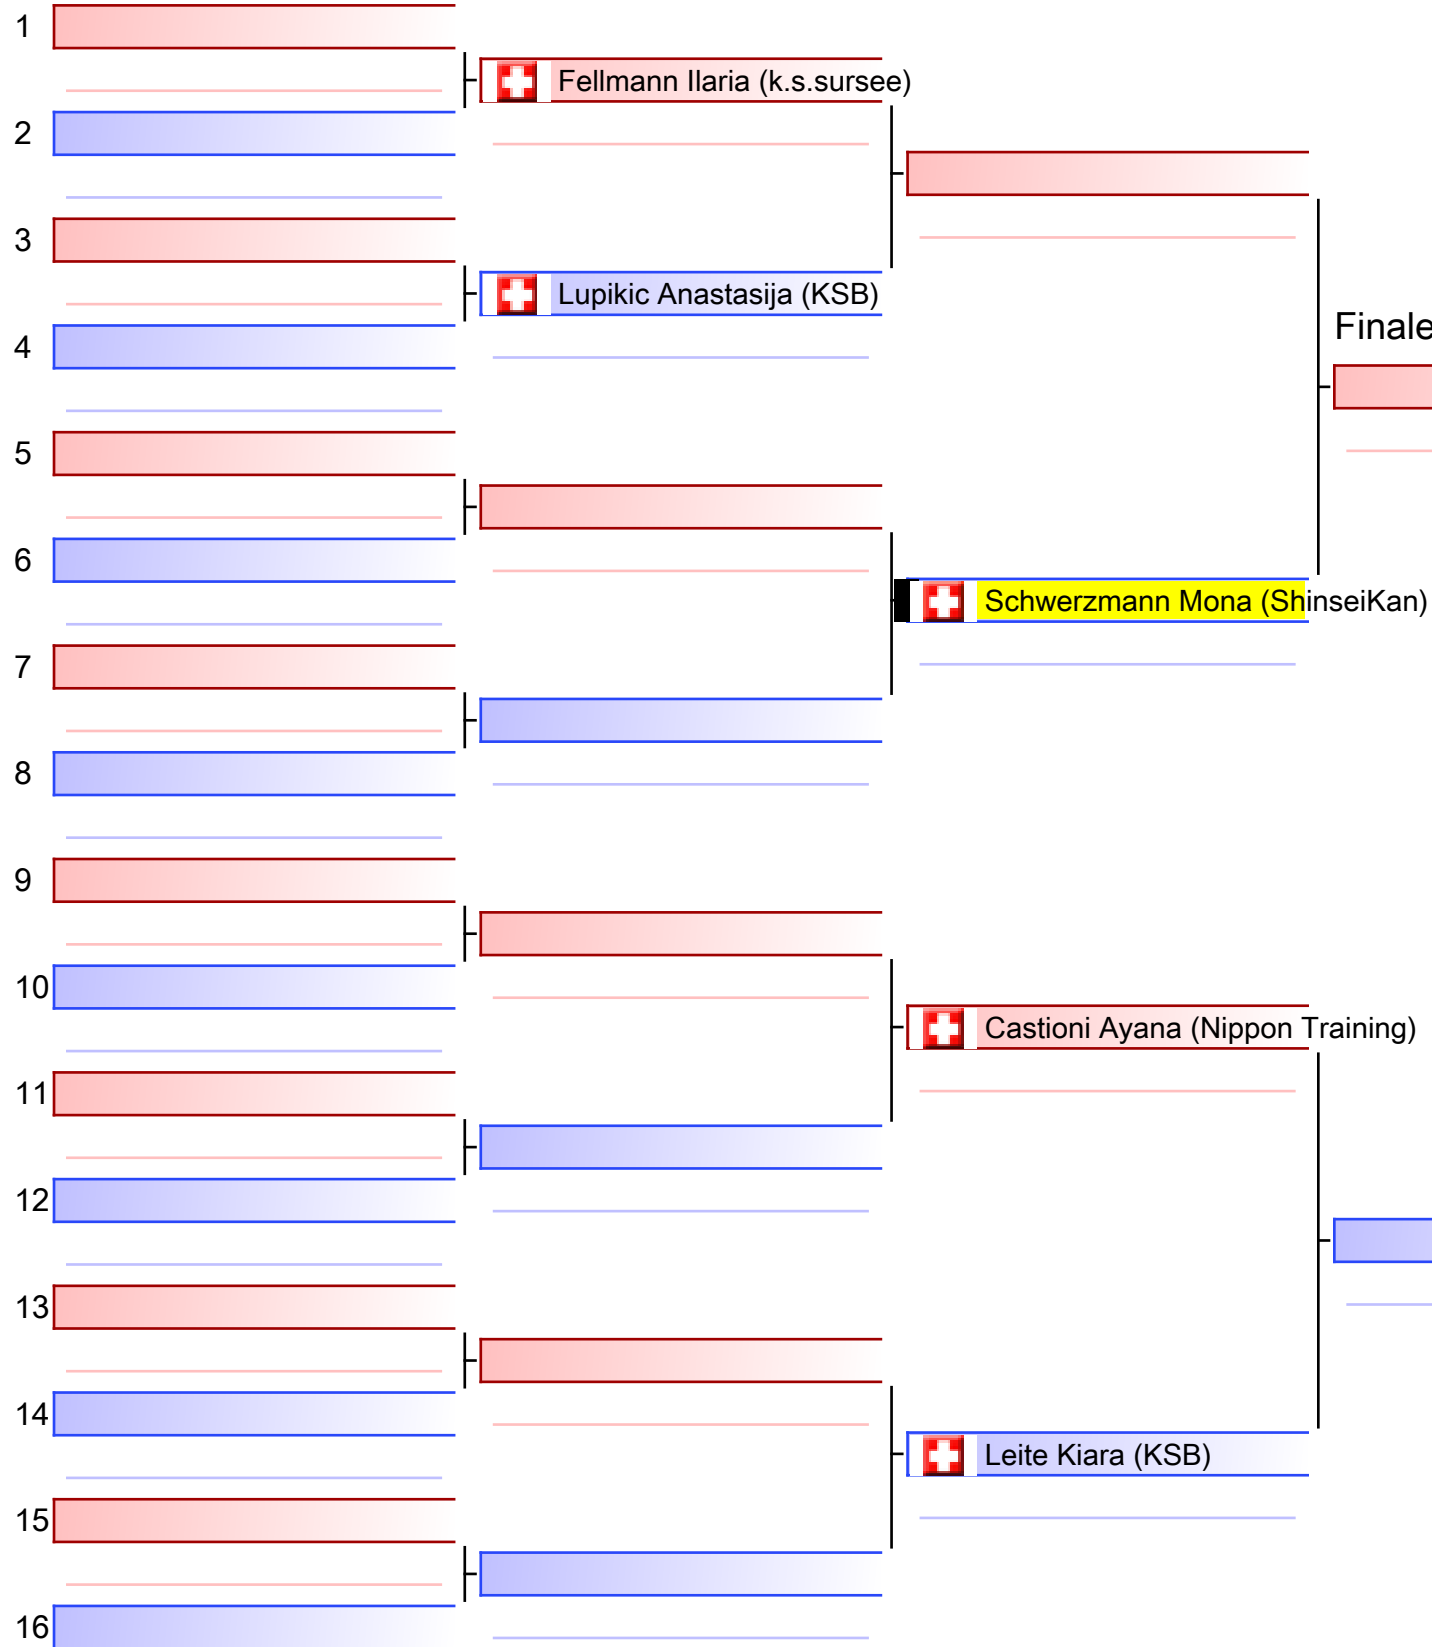 1
Fellmann Ilaria (k.s.sursee)
2
3
Lupikic Anastasija (KSB)
4
Finale
5
6
Schwerzmann Mona (ShinseiKan)
7
8
9
10
Castioni Ayana (Nippon Training)
11
12
13
14
Leite Kiara (KSB)
15
16